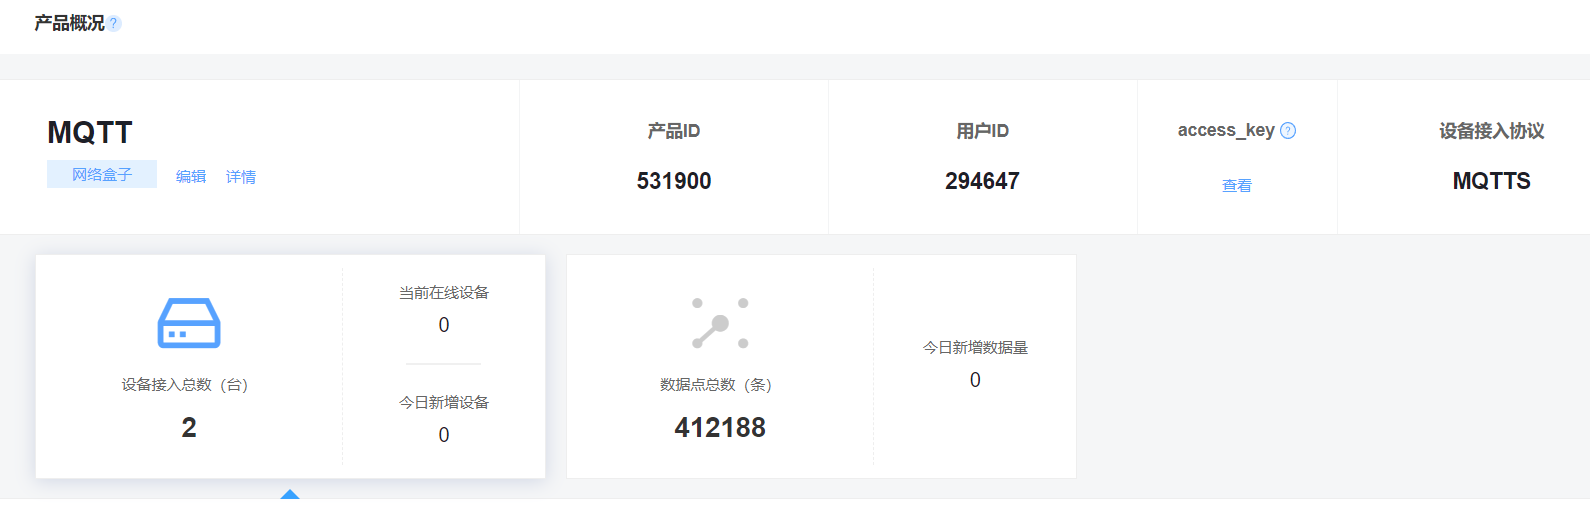 产品概况?
MQTT
网络盒子 编辑 详情
产品ID
531900
用户ID
294647
access_key ?
查看
设备接入协议
MQTTS
设备接入总数（台）
2
当前在线设备
0
今日新增设备
0
数据点总数（条）
412188
今日新增数据量
0